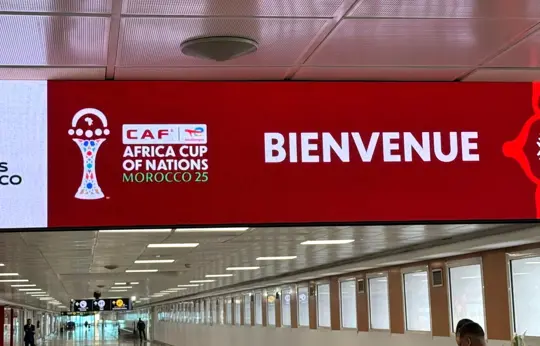 CAF
AFRICA CUP
OF NATIONS
MOROCCO 25
BIENVENUE